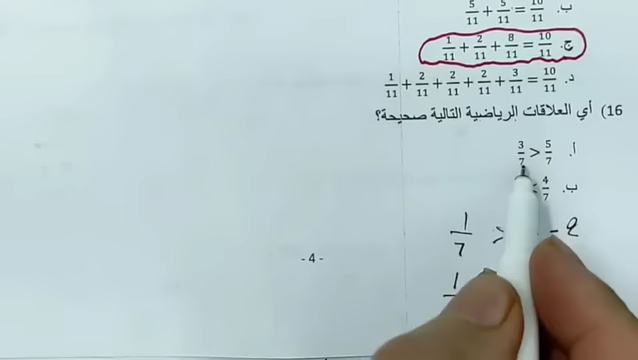 ب. 5/11 + 5/11 = 10/11
ج. 1/11 + 2/11 + 8/11 = 10/11
د. 1/11 + 2/11 + 2/11 + 2/11 + 3/11 = 10/11
16) أي العلاقات الرياضية التالية صحيحة؟
أ. 3/7 > 5/7
ب. 4/7
1/7
- 4 -